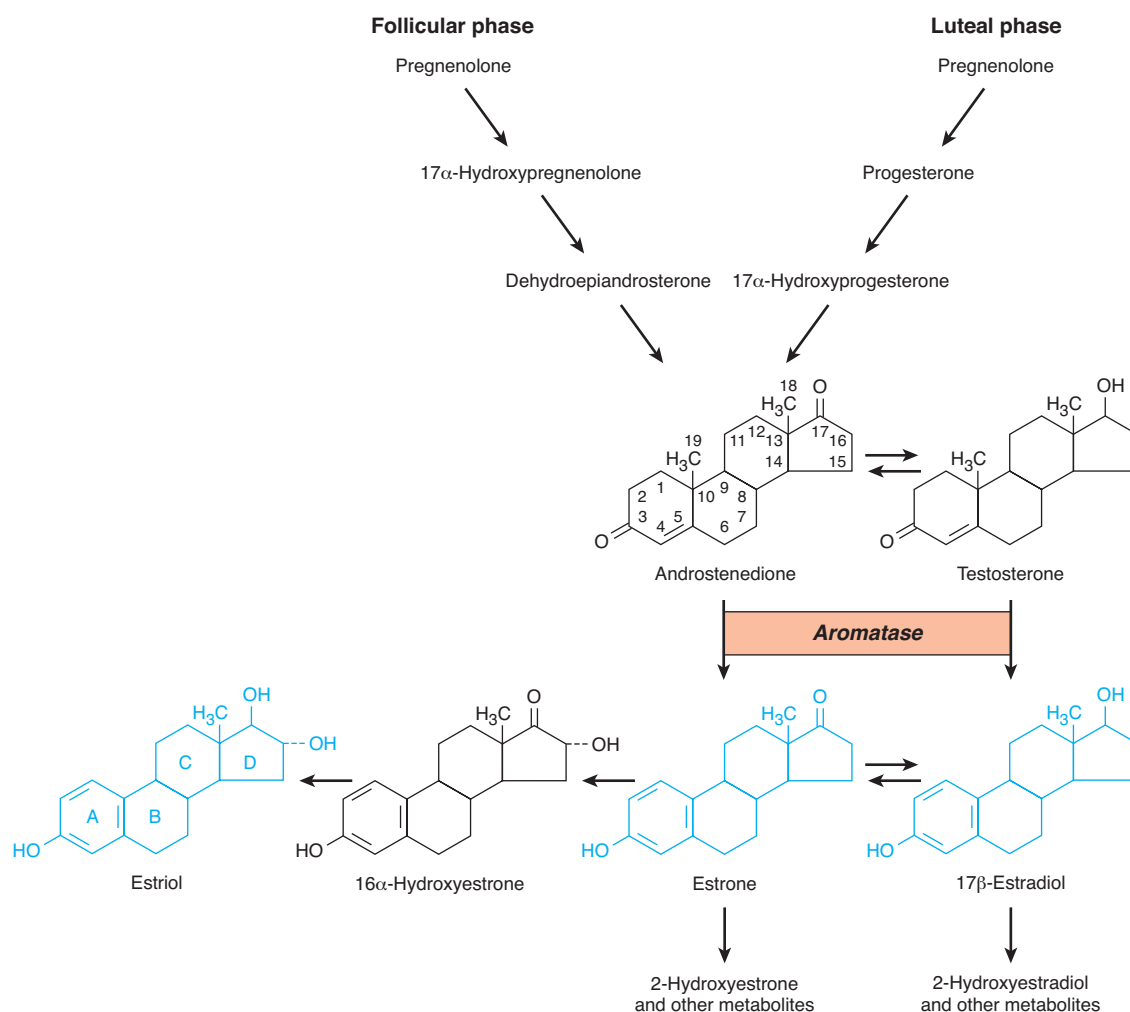 Follicular phase
Luteal phase
Pregnenolone
Pregnenolone
17α-Hydroxypregnenolone
Progesterone
Dehydroepiandrosterone
17α-Hydroxyprogesterone
18
O
H3C
12
13
17
16
11
14
15
19
H3C
1
2
10
9
8
3
4
5
6
7
O
Androstenedione
OH
H3C
H3C
O
Testosterone
Aromatase
OH
H3C
OH
C
D
A
B
HO
Estriol
O
H3C
OH
HO
16α-Hydroxyestrone
O
H3C
HO
Estrone
OH
H3C
HO
17β-Estradiol
2-Hydroxyestrone
and other metabolites
2-Hydroxyestradiol
and other metabolites